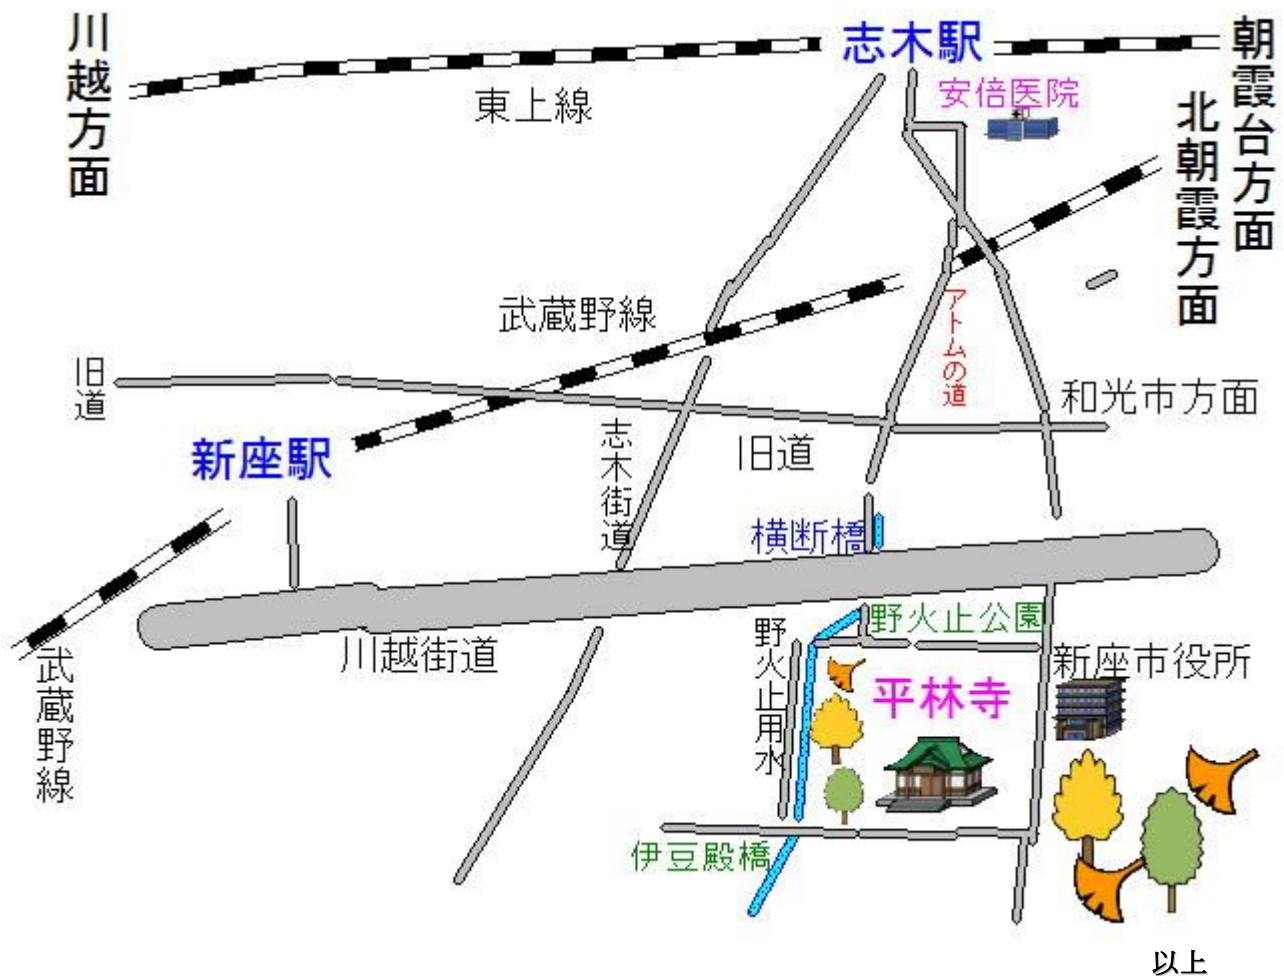 川越方面
志木駅
朝霞台方面
東上線
安倍医院
北朝霞方面
武蔵野線
アトムの道
旧道
和光市方面
新座駅
志木街道
旧道
横断橋
野火止公園
川越街道
野火止用水
新座市役所
武蔵野線
平林寺
伊豆殿橋
以上